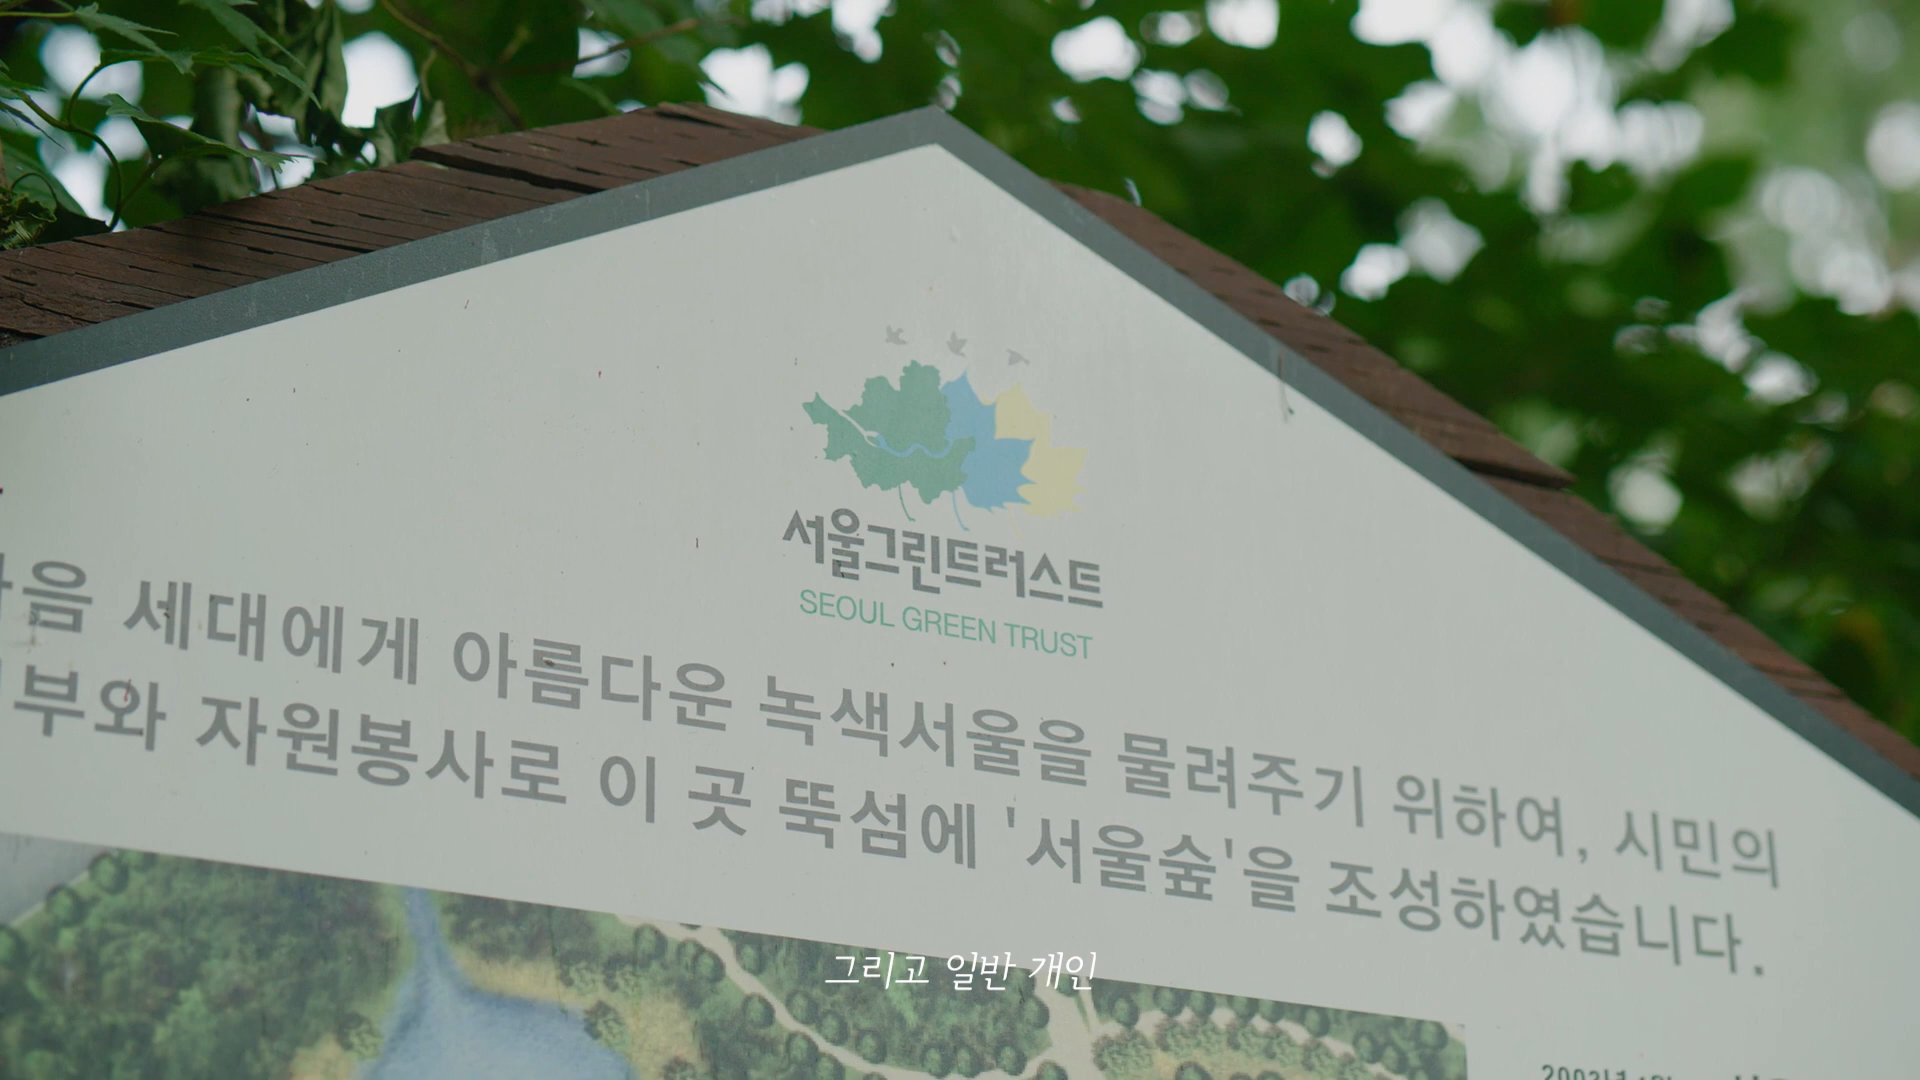 서울그린트러스트
SEOUL GREEN TRUST
세대에게 아름다운 녹색서울을 물려주기 위하여, 시민의
자원봉사로 이 곳 뚝섬에 '서울숲'을 조성하였습니다.
그리고 일반 개인